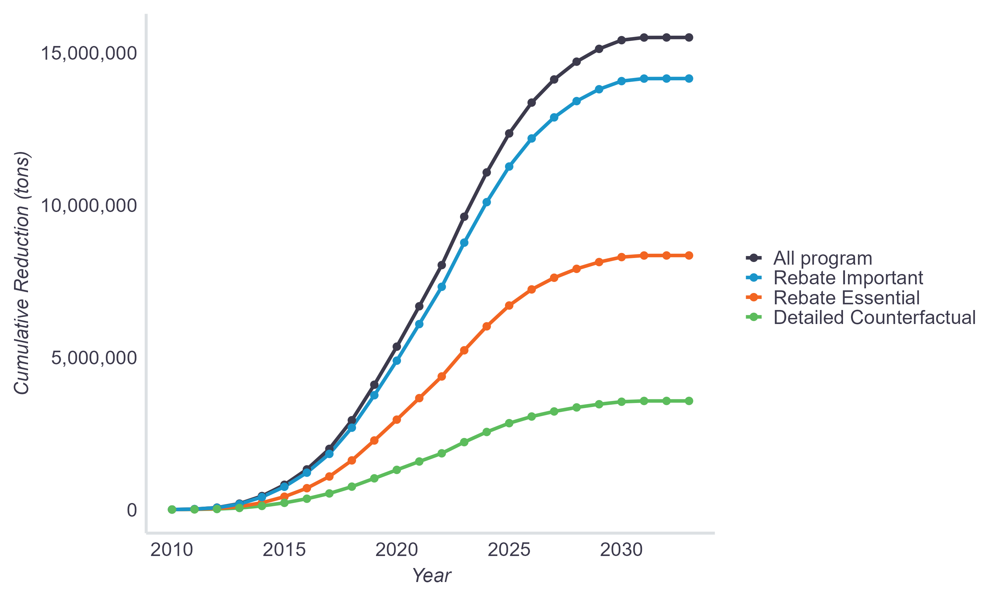 Cumulative Reduction (tons)
15,000,000
10,000,000
5,000,000
0
2010
2015
2020
2025
2030
Year
All program
Rebate Important
Rebate Essential
Detailed Counterfactual